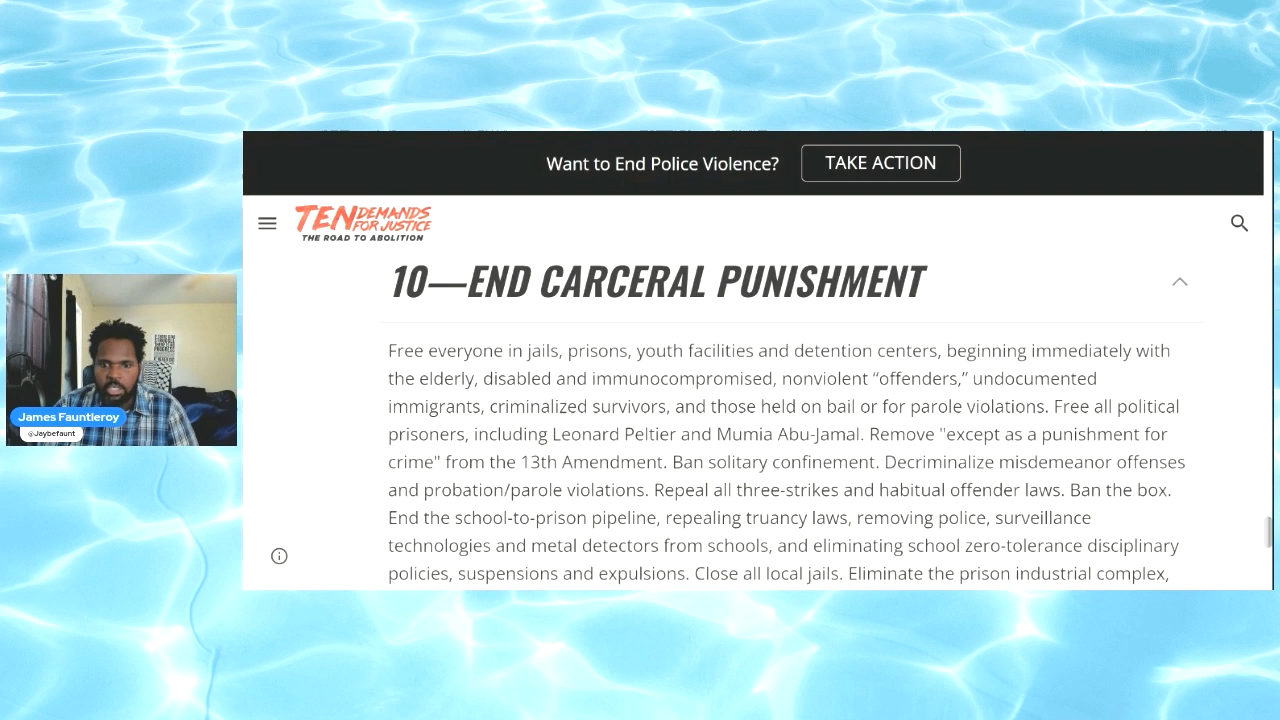 Want to End Police Violence?
TAKE ACTION
TEN DEMANDS FOR JUSTICE
THE ROAD TO ABOLITION
10—END CARCERAL PUNISHMENT
Free everyone in jails, prisons, youth facilities and detention centers, beginning immediately with
the elderly, disabled and immunocompromised, nonviolent “offenders,” undocumented
immigrants, criminalized survivors, and those held on bail or for parole violations. Free all political
prisoners, including Leonard Peltier and Mumia Abu-Jamal. Remove "except as a punishment for
crime" from the 13th Amendment. Ban solitary confinement. Decriminalize misdemeanor offenses
and probation/parole violations. Repeal all three-strikes and habitual offender laws. Ban the box.
End the school-to-prison pipeline, repealing truancy laws, removing police, surveillance
technologies and metal detectors from schools, and eliminating school zero-tolerance disciplinary
policies, suspensions and expulsions. Close all local jails. Eliminate the prison industrial complex,
James Fauntleroy
@Jaybefaunt